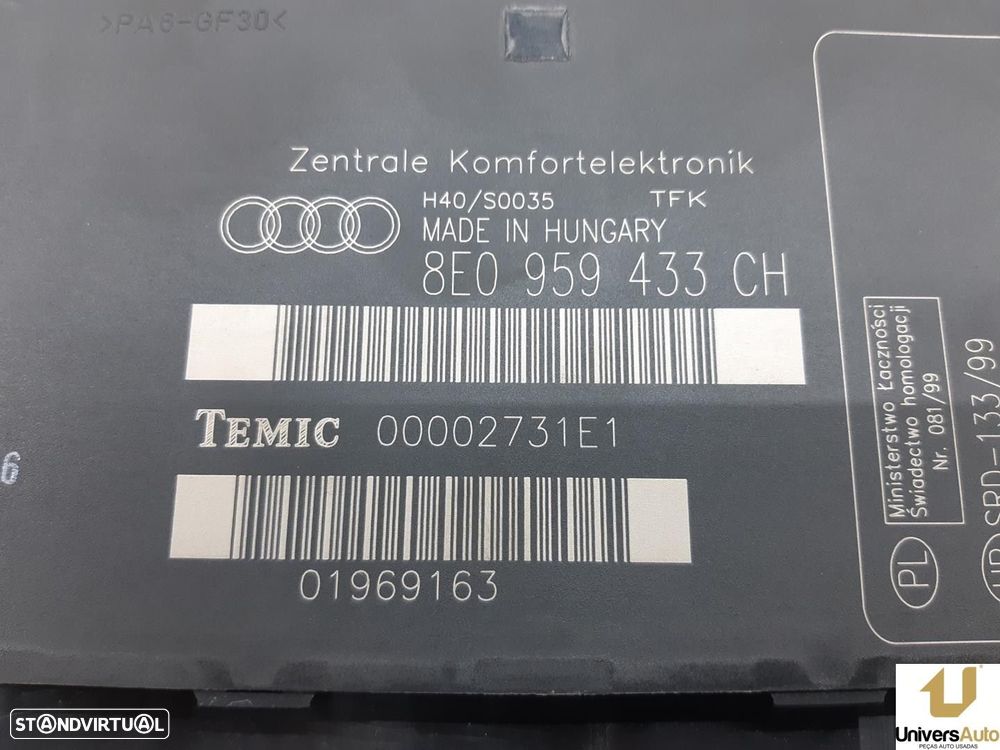 >PA6-GF30<
Zentrale Komfortelektronik
H40/S0035 TFK
MADE IN HUNGARY
8E0 959 433 CH
TEMIC 00002731E1
01969163
6
Ministerstwo Łączności
Świadectwo homologacji
Nr. 081/99
PL
SRD-133/99
STANDVIRTUAL
UniversAuto
PEÇAS AUTO USADAS